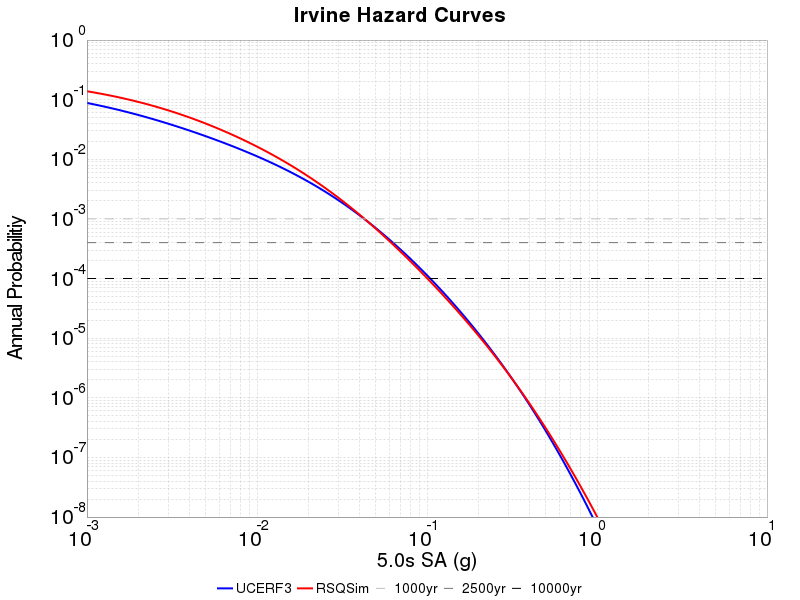 Irvine Hazard Curves
10^0
10^-1
10^-2
10^-3
10^-4
10^-5
10^-6
10^-7
10^-8
Annual Probabilitiy
10^-3 10^-2 10^-1 10^0 10^1
5.0s SA (g)
UCERF3 RSQSim 1000yr 2500yr 10000yr